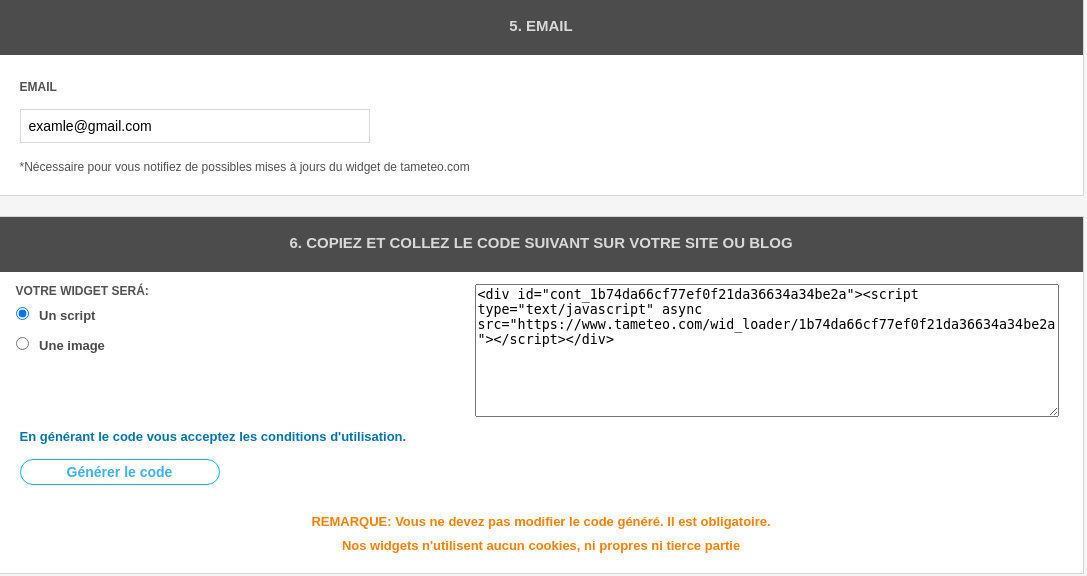 5. EMAIL
EMAIL
examle@gmail.com
*Nécessaire pour vous notifiez de possibles mises à jours du widget de tameteo.com
6. COPIEZ ET COLLEZ LE CODE SUIVANT SUR VOTRE SITE OU BLOG
VOTRE WIDGET SERÁ:
Un script
Une image
<div id="cont_1b74da66cf77ef0f21da36634a34be2a"><script
type="text/javascript" async
src="https://www.tameteo.com/wid_loader/1b74da66cf77ef0f21da36634a34be2a
"></script></div>
En générant le code vous acceptez les conditions d'utilisation.
Générer le code
REMARQUE: Vous ne devez pas modifier le code généré. Il est obligatoire.
Nos widgets n'utilisent aucun cookies, ni propres ni tierce partie